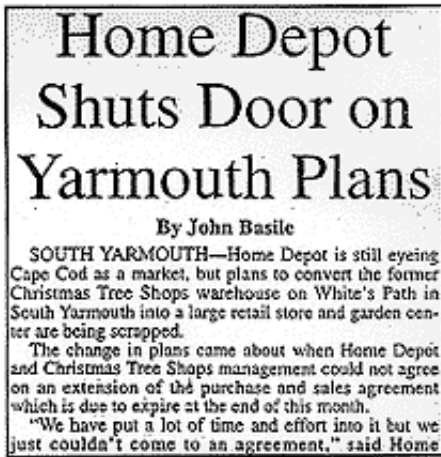 Home Depot
Shuts Door on
Yarmouth Plans
By John Basile
SOUTH YARMOUTH—Home Depot is still eyeing
Cape Cod as a market, but plans to convert the former
Christmas Tree Shops warehouse on White's Path in
South Yarmouth into a large retail store and garden cen-
ter are being scrapped.
The change in plans came about when Home Depot
and Christmas Tree Shops management could not agree
on an extension of the purchase and sales agreement
which is due to expire at the end of this month.
"We have put a lot of time and effort into it but we
just couldn't come to an agreement," said Home